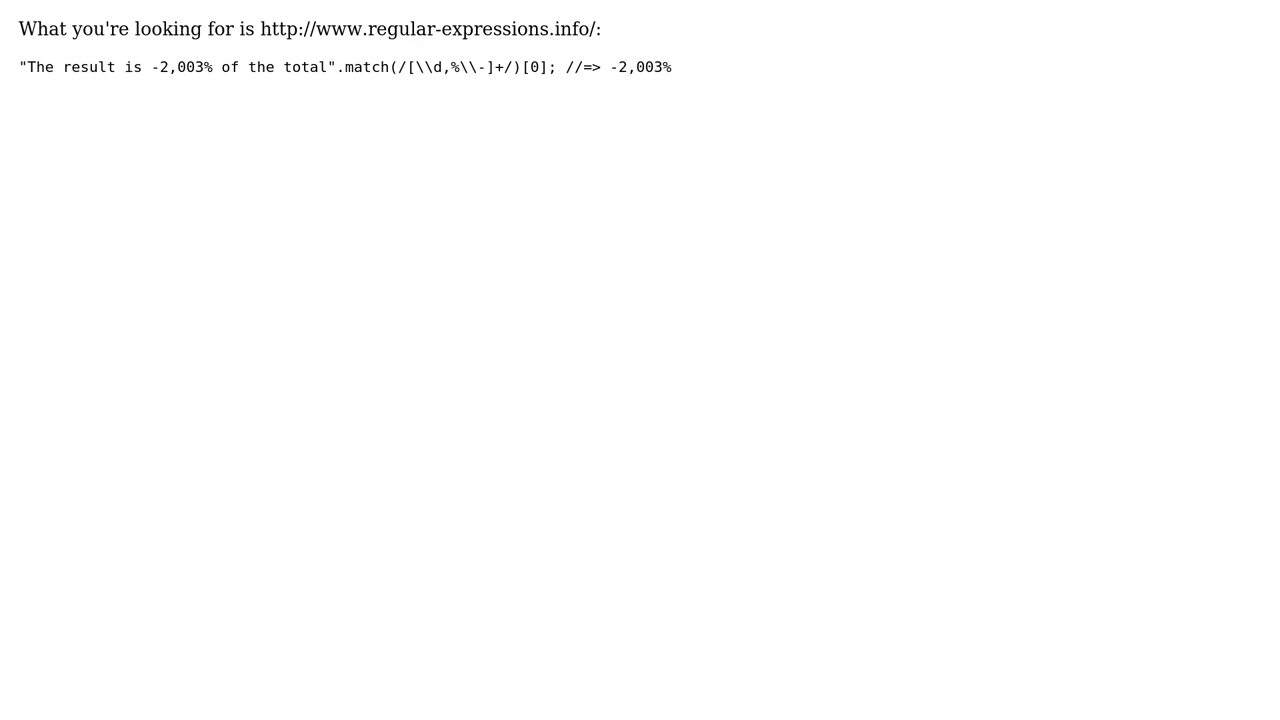 What you're looking for is http://www.regular-expressions.info/:
"The result is -2,003% of the total".match(/[\\d,%\\-]+/)[0]; //=> -2,003%